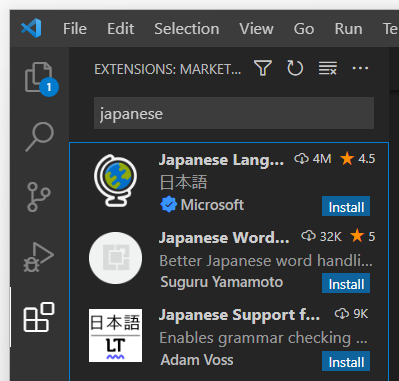 File Edit Selection View Go Run Te
EXTENSIONS: MARKET...
1
japanese
Japanese Lang... 4M 4.5
日本語
Microsoft Install
Japanese Word... 32K 5
Better Japanese word handli...
Suguru Yamamoto Install
日本語 Japanese Support f... 9K
LT Enables grammar checking ...
Adam Voss Install